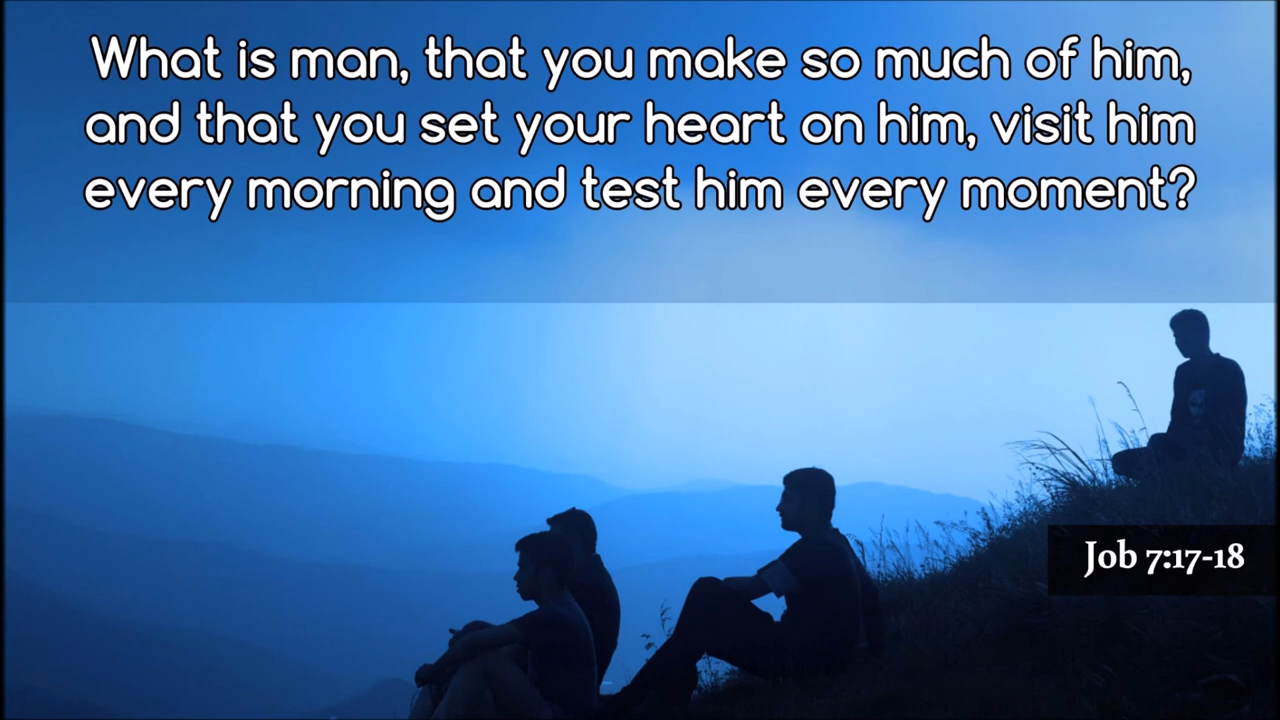 What is man, that you make so much of him,
and that you set your heart on him, visit him
every morning and test him every moment?
Job 7:17-18